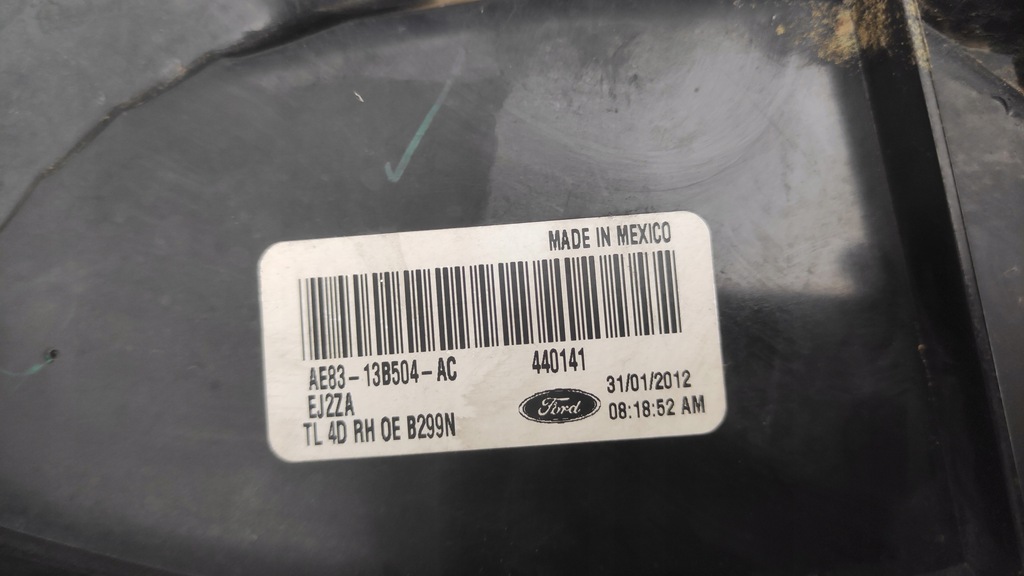 MADE IN MEXICO
AE83-13B504-AC 440141
EJ2ZA
TL 4D RH OE B299N
Ford
31/01/2012
08:18:52 AM